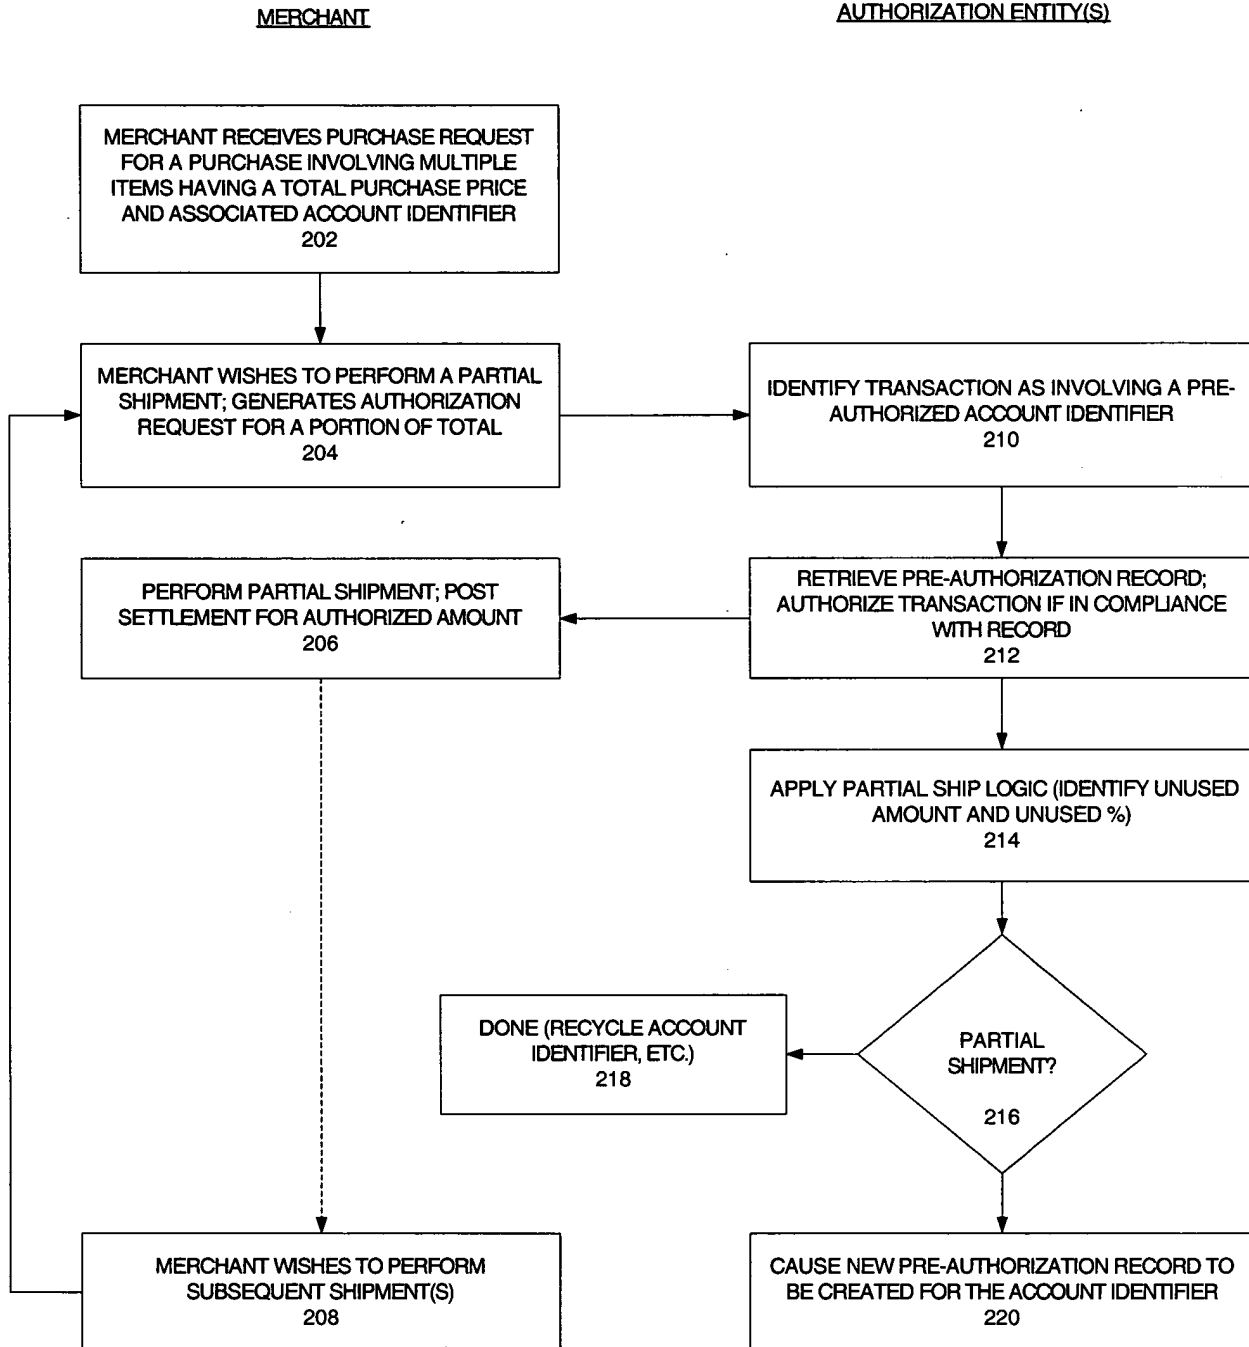 MERCHANT
AUTHORIZATION ENTITY(S)
MERCHANT RECEIVES PURCHASE REQUEST
FOR A PURCHASE INVOLVING MULTIPLE
ITEMS HAVING A TOTAL PURCHASE PRICE
AND ASSOCIATED ACCOUNT IDENTIFIER
202
MERCHANT WISHES TO PERFORM A PARTIAL
SHIPMENT; GENERATES AUTHORIZATION
REQUEST FOR A PORTION OF TOTAL
204
IDENTIFY TRANSACTION AS INVOLVING A PRE-
AUTHORIZED ACCOUNT IDENTIFIER
210
PERFORM PARTIAL SHIPMENT; POST
SETTLEMENT FOR AUTHORIZED AMOUNT
206
RETRIEVE PRE-AUTHORIZATION RECORD;
AUTHORIZE TRANSACTION IF IN COMPLIANCE
WITH RECORD
212
APPLY PARTIAL SHIP LOGIC (IDENTIFY UNUSED
AMOUNT AND UNUSED %)
214
PARTIAL
SHIPMENT?
216
DONE (RECYCLE ACCOUNT
IDENTIFIER, ETC.)
218
MERCHANT WISHES TO PERFORM
SUBSEQUENT SHIPMENT(S)
208
CAUSE NEW PRE-AUTHORIZATION RECORD TO
BE CREATED FOR THE ACCOUNT IDENTIFIER
220